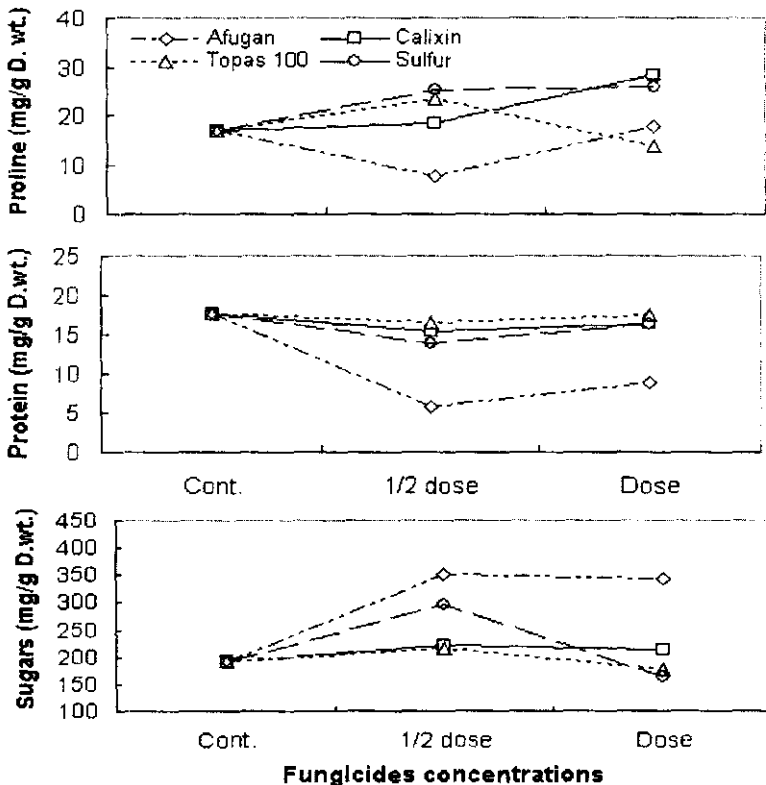 Proline (mg/g D. wt.)
40
30
20
10
0
Afugan
Calixin
Topas 100
Sulfur
Protein (mg/g D.wt.)
25
20
15
10
5
0
Cont.
1/2 dose
Dose
Sugars (mg/g D.wt.)
450
400
350
300
250
200
150
100
Cont.
1/2 dose
Dose
Fungicides concentrations